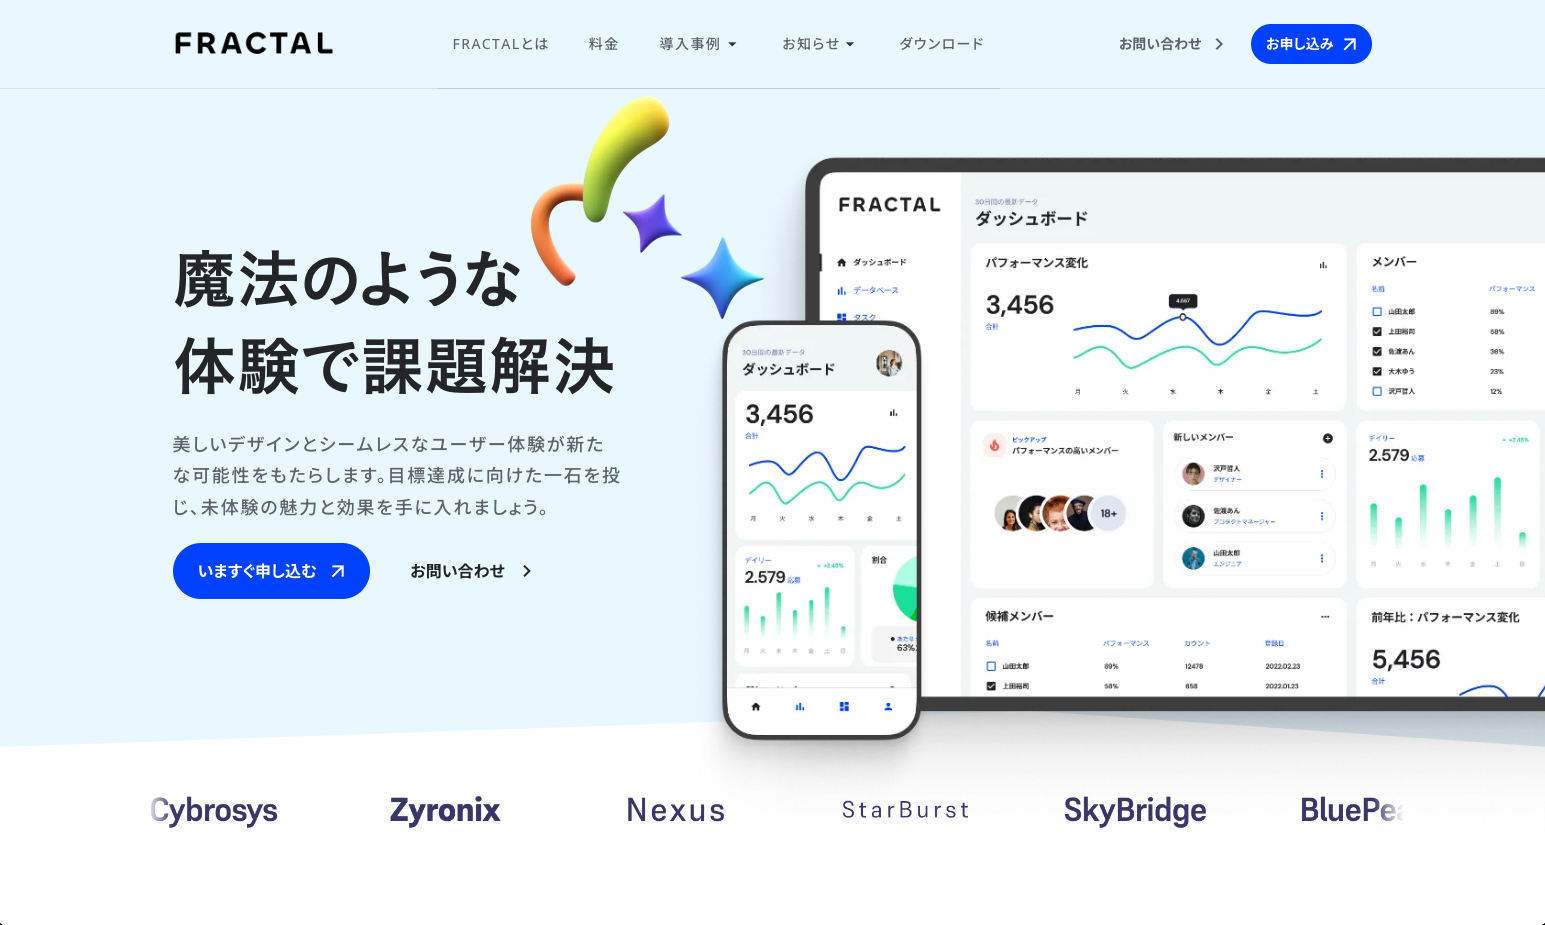 FRACTAL
FRACTALとは
料金
導入事例
お知らせ
ダウンロード
お問い合わせ
お申し込み
魔法のような
体験で課題解決
美しいデザインとシームレスなユーザー体験が新た
な可能性をもたらします。目標達成に向けた一石を投
じ、未体験の魅力と効果を手に入れましょう。
いますぐ申し込む
お問い合わせ
FRACTAL
ダッシュボード
データベース
タスク
30日間の最新データ
ダッシュボード
パフォーマンス変化
3,456
合計
4,667
月 火 水 木 金 土
メンバー
名前 パフォーマンス
山田太郎 89%
上田裕司 58%
佐渡あん 36%
大木ゆう 23%
沢戸哲人 12%
ピックアップ
パフォーマンスの高いメンバー
18+
新しいメンバー
沢戸哲人
デザイナー
佐渡あん
プロダクトマネージャー
山田太郎
エンジニア
デイリー
+2.45%
2.579 応募
月 火 水 木 金 土 日
候補メンバー
名前 パフォーマンス カウント 登録日
山田太郎 89% 12478 2022.02.23
上田裕司 58% 658 2022.01.23
前年比：パフォーマンス変化
5,456
合計
30日間の最新データ
ダッシュボード
3,456
合計
月 火 水 木 金 土
デイリー
+2.45%
2.579 応募
月 火 水 木 金 土 日
割合
63%
Cybrosys
Zyronix
Nexus
StarBurst
SkyBridge
BluePea